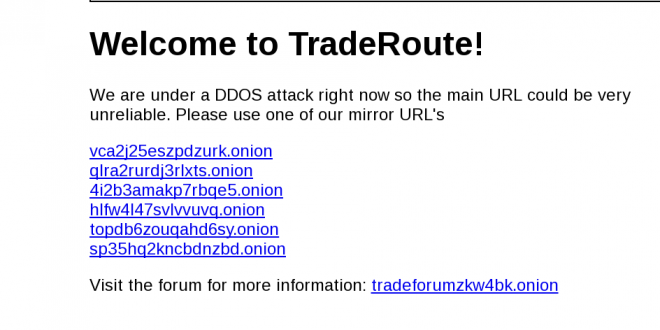 Welcome to TradeRoute!
We are under a DDOS attack right now so the main URL could be very
unreliable. Please use one of our mirror URL's
vca2j25eszpdzurk.onion
qlra2rurdj3rlxts.onion
4i2b3amakp7rbqe5.onion
hlfw4l47svlvvuvq.onion
topdb6zouqahd6sy.onion
sp35hq2kncbdnzbd.onion
Visit the forum for more information: tradeforumzkw4bk.onion